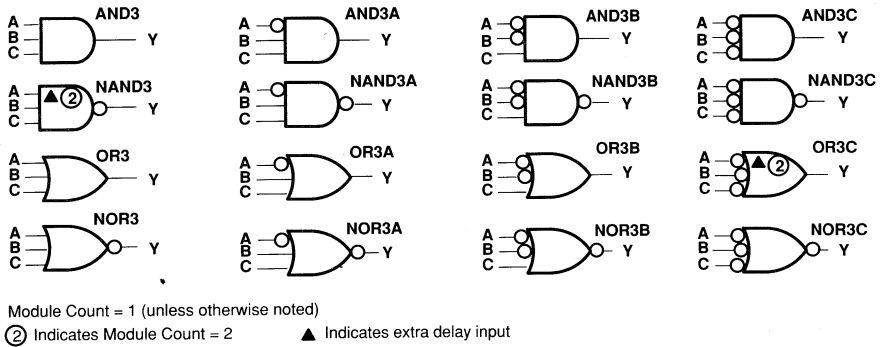 AND3 AND3A AND3B AND3C
A A A A
B Y B Y B Y B Y
C C C C
NAND3 NAND3A NAND3B NAND3C
A 2 A A A
B Y B Y B Y B Y
C C C C
OR3 OR3A OR3B OR3C
A A A A 2
B Y B Y B Y B Y
C C C C
NOR3 NOR3A NOR3B NOR3C
A A A A
B Y B Y B Y B Y
C C C C
Module Count = 1 (unless otherwise noted)
2 Indicates Module Count = 2 ▲ Indicates extra delay input